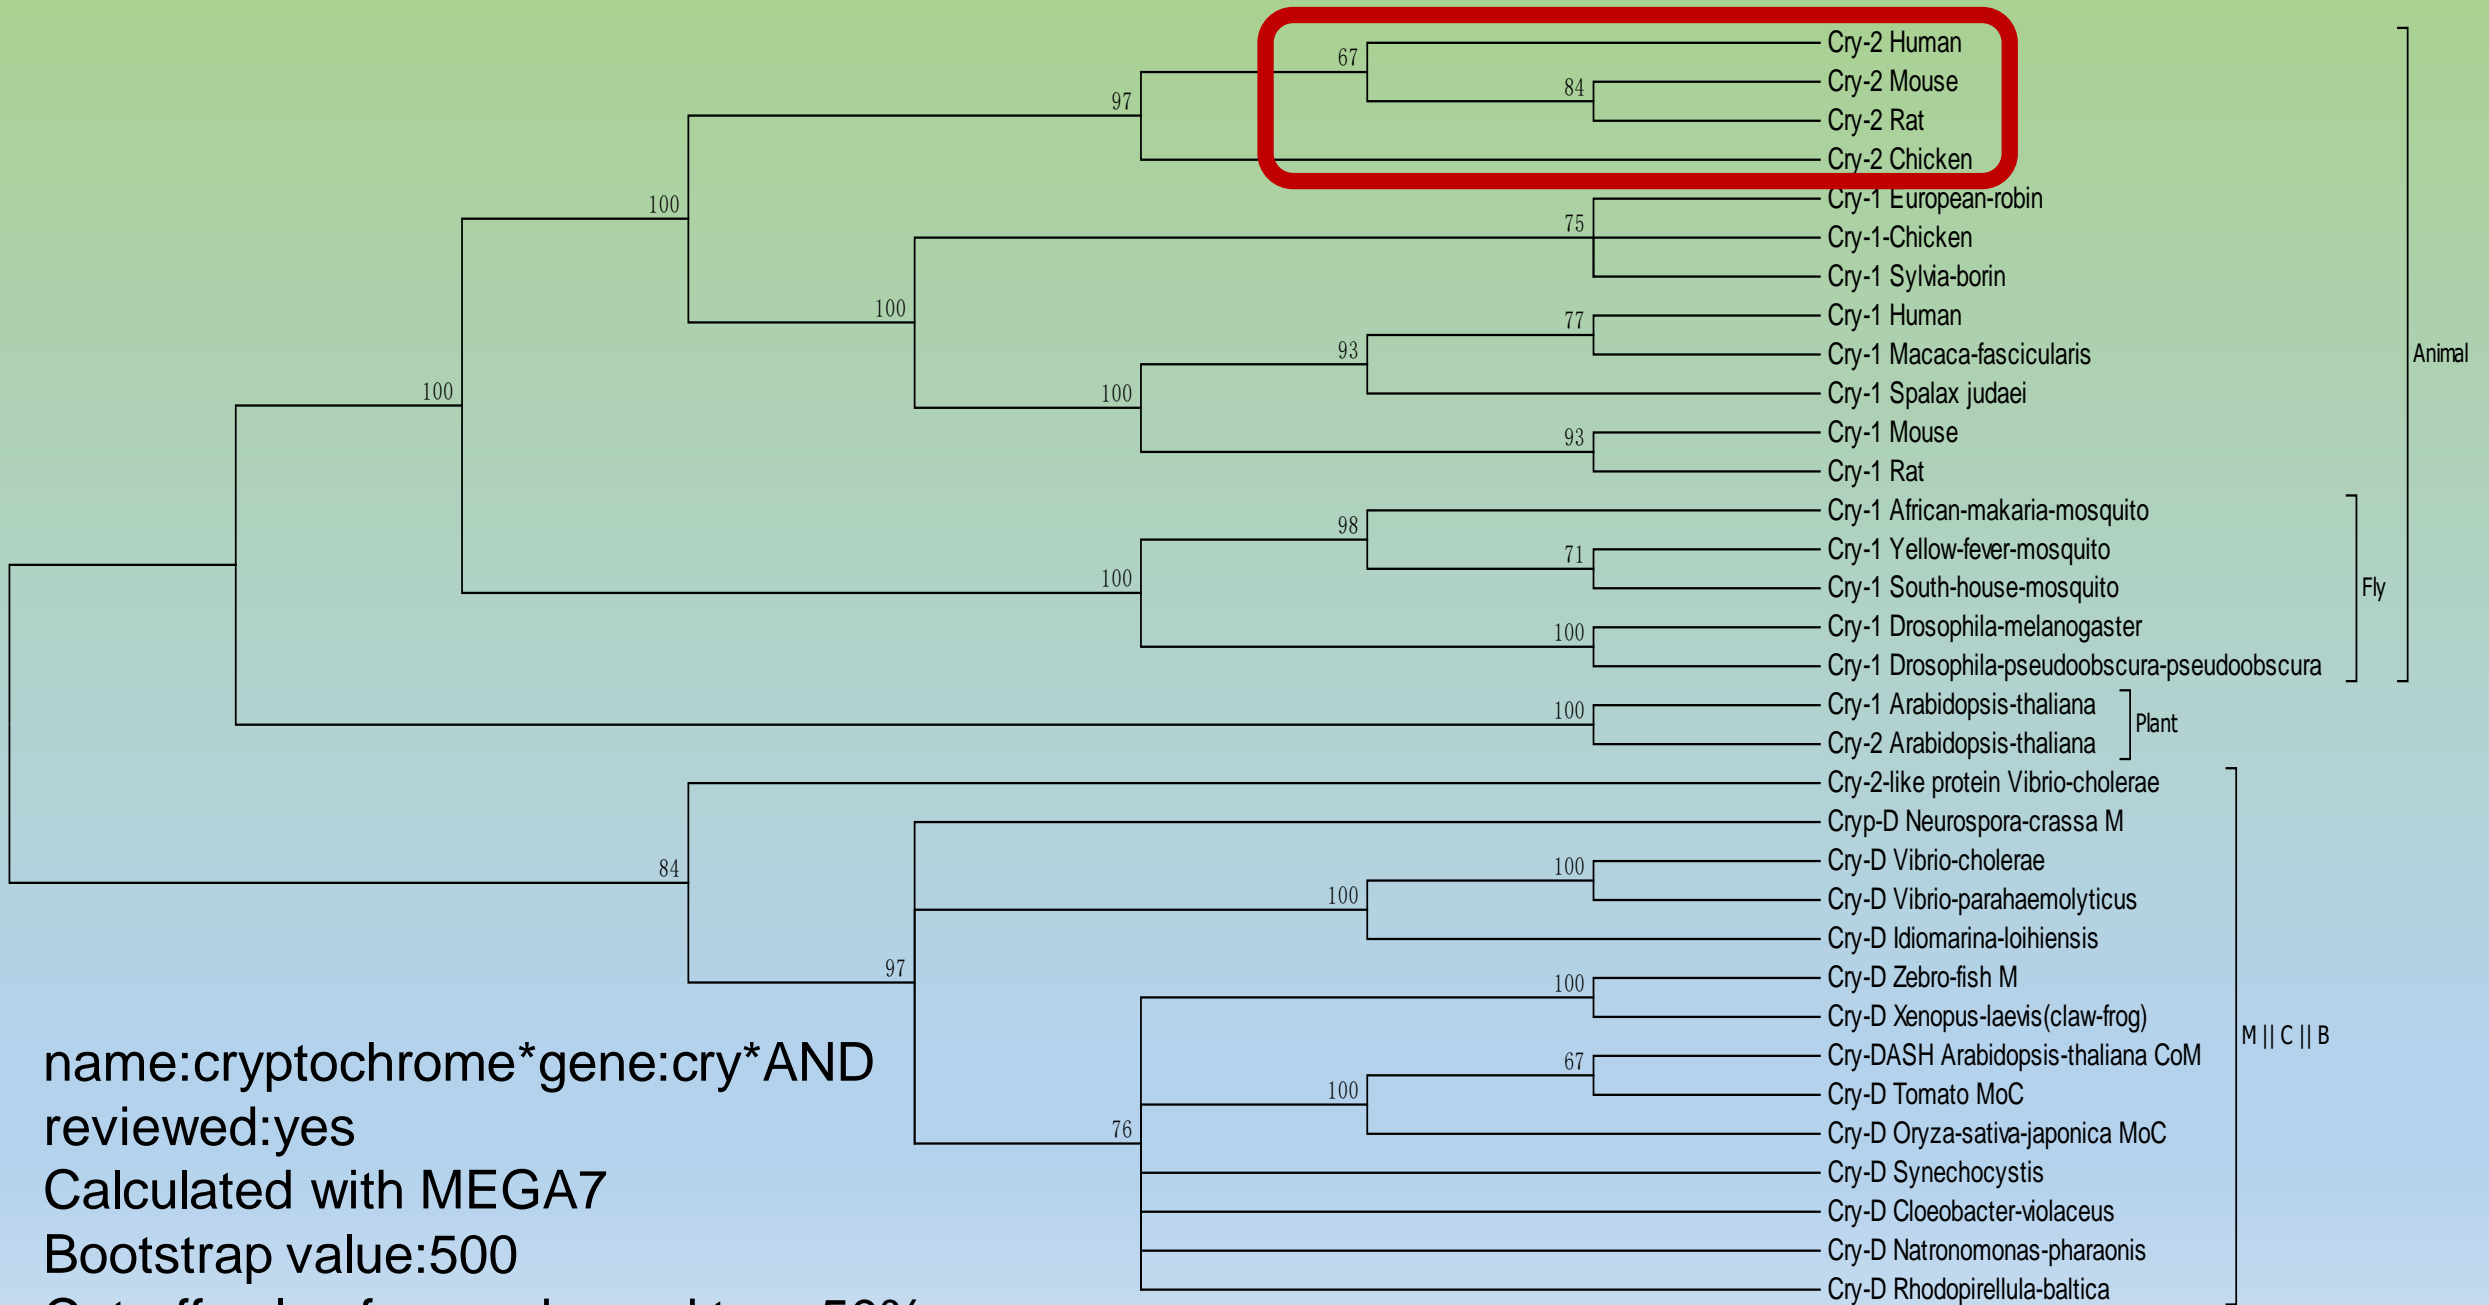 67
Cry-2 Human
84
Cry-2 Mouse
Cry-2 Rat
97
Cry-2 Chicken
100
Cry-1 European-robin
75
Cry-1-Chicken
Cry-1 Sylvia-borin
100
77
Cry-1 Human
93
Cry-1 Macaca-fascicularis
Animal
100
100
Cry-1 Spalax judaei
93
Cry-1 Mouse
Cry-1 Rat
98
Cry-1 African-makaria-mosquito
71
Cry-1 Yellow-fever-mosquito
100
Cry-1 South-house-mosquito
Fly
100
Cry-1 Drosophila-melanogaster
Cry-1 Drosophila-pseudoobscura-pseudoobscura
100
Cry-1 Arabidopsis-thaliana
Plant
Cry-2 Arabidopsis-thaliana
Cry-2-like protein Vibrio-cholerae
Cryp-D Neurospora-crassa M
84
100
Cry-D Vibrio-cholerae
100
Cry-D Vibrio-parahaemolyticus
Cry-D Idiomarina-loihiensis
97
100
Cry-D Zebro-fish M
Cry-D Xenopus-laevis(claw-frog)
M || C || B
67
Cry-DASH Arabidopsis-thaliana CoM
100
Cry-D Tomato MoC
76
Cry-D Oryza-sativa-japonica MoC
Cry-D Synechocystis
Cry-D Cloeobacter-violaceus
Cry-D Natronomonas-pharaonis
Cry-D Rhodopirellula-baltica
name:cryptochrome*gene:cry*AND
reviewed:yes
Calculated with MEGA7
Bootstrap value:500